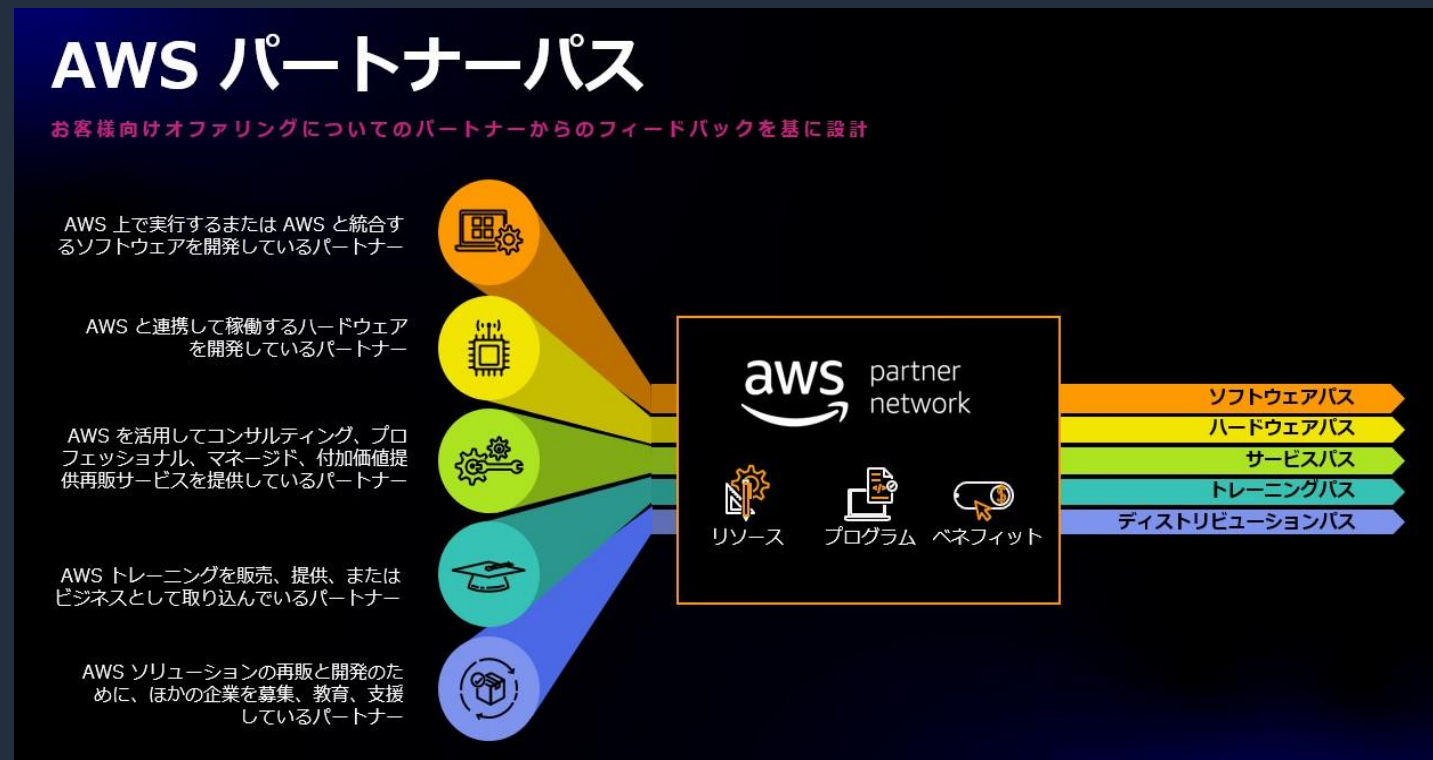 AWS パートナーパス
お客様向けオファリングについてのパートナーからのフィードバックを基に設計
AWS 上で実行するまたは AWS と統合す
るソフトウェアを開発しているパートナー
AWS と連携して稼働するハードウェア
を開発しているパートナー
AWS を活用してコンサルティング、プロ
フェッショナル、マネージド、付加価値提
供再販サービスを提供しているパートナー
AWS トレーニングを販売、提供、または
ビジネスとして取り込んでいるパートナー
AWS ソリューションの再販と開発のた
めに、ほかの企業を募集、教育、支援
しているパートナー
aws partner
network
リソース
プログラム
ベネフィット
ソフトウェアパス
ハードウェアパス
サービスパス
トレーニングパス
ディストリビューションパス